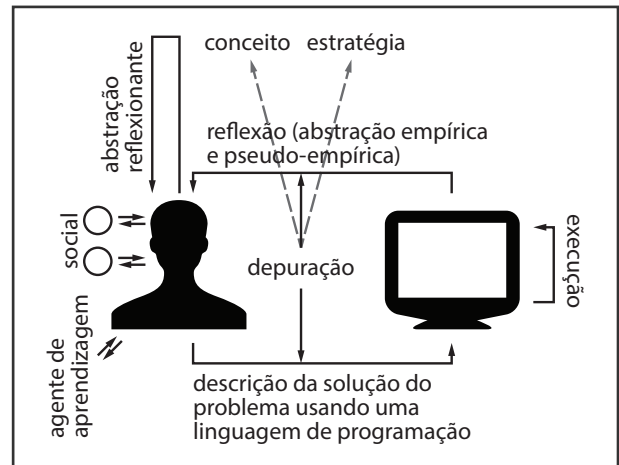 conceito estratégia
abstração
reflexionante
reflexão (abstração empírica
e pseudo-empírica)
social
depuração
execução
agente de
aprendizagem
descrição da solução do
problema usando uma
linguagem de programação